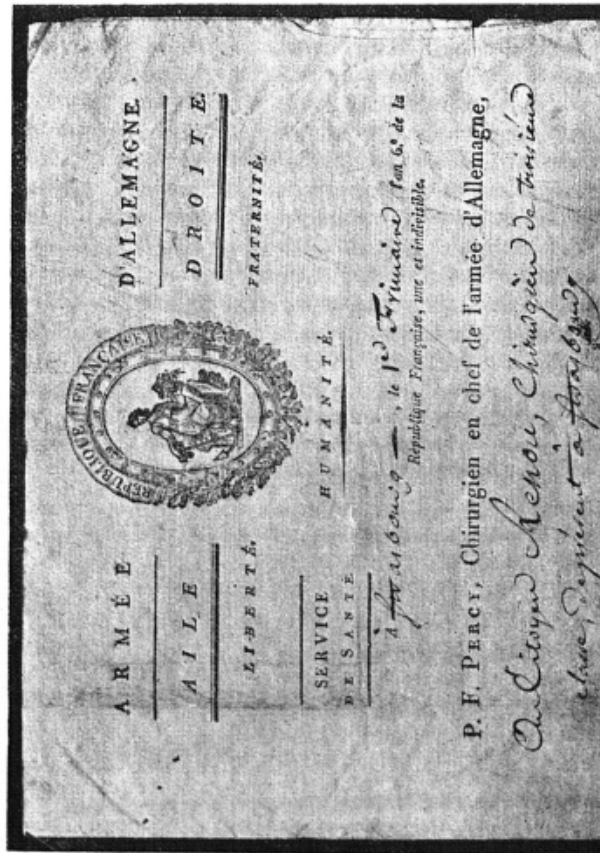 ARMÉE D'ALLEMAGNE.
RÉPUBLIQUE FRANÇAISE
AILE DROITE.
LIBERTÉ. FRATERNITÉ.
HUMANITÉ.
SERVICE
DE SANTÉ
À Strasbourg —, le 1er Frimaire l'an 6.e de la
République Française, une et indivisible.
P. F. PERCY, Chirurgien en chef de l'armée d'Allemagne,
Au Citoyen Renou, Chirurgien de troisième
classe, à Strasbourg